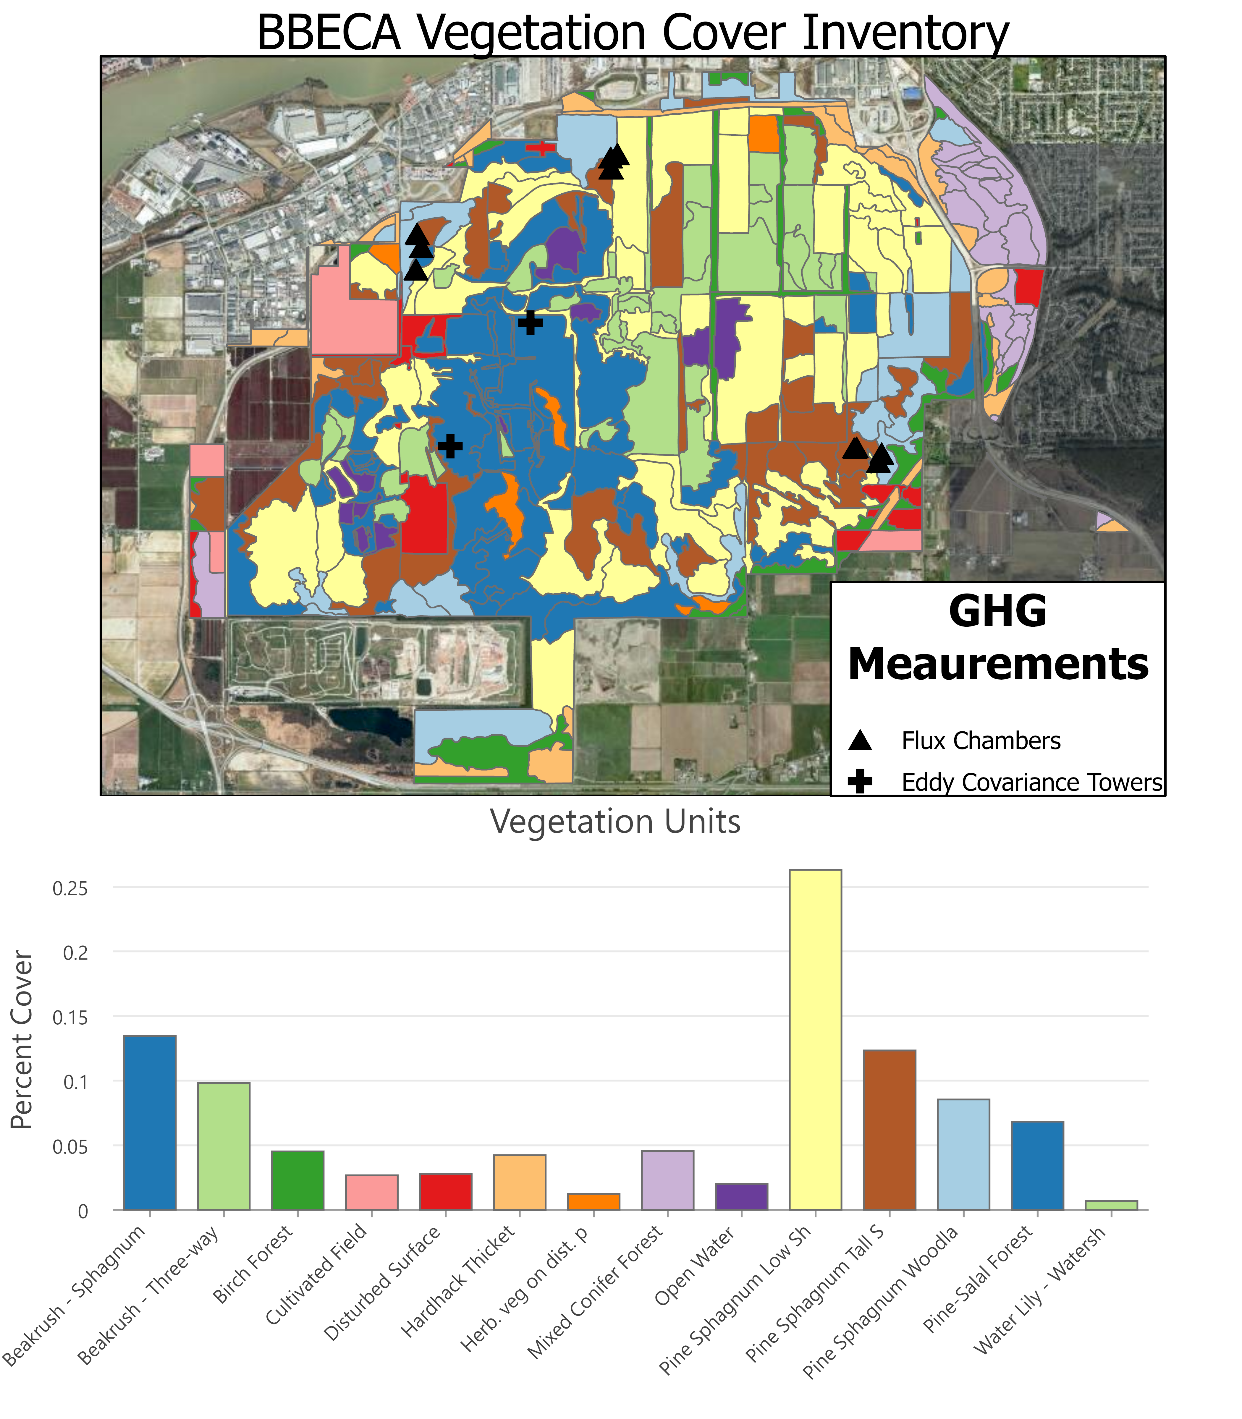 BBECA Vegetation Cover Inventory
GHG
Meaurements
Flux Chambers
Eddy Covariance Towers
Vegetation Units
Percent Cover
0.25
0.2
0.15
0.1
0.05
0
Beakrush - Sphagnum
Beakrush - Three-way
Birch Forest
Cultivated Field
Disturbed Surface
Hardhack Thicket
Herb. veg on dist. p
Mixed Conifer Forest
Open Water
Pine Sphagnum Low Sh
Pine Sphagnum Tall S
Pine Sphagnum Woodla
Pine-Salal Forest
Water Lily - Watersh